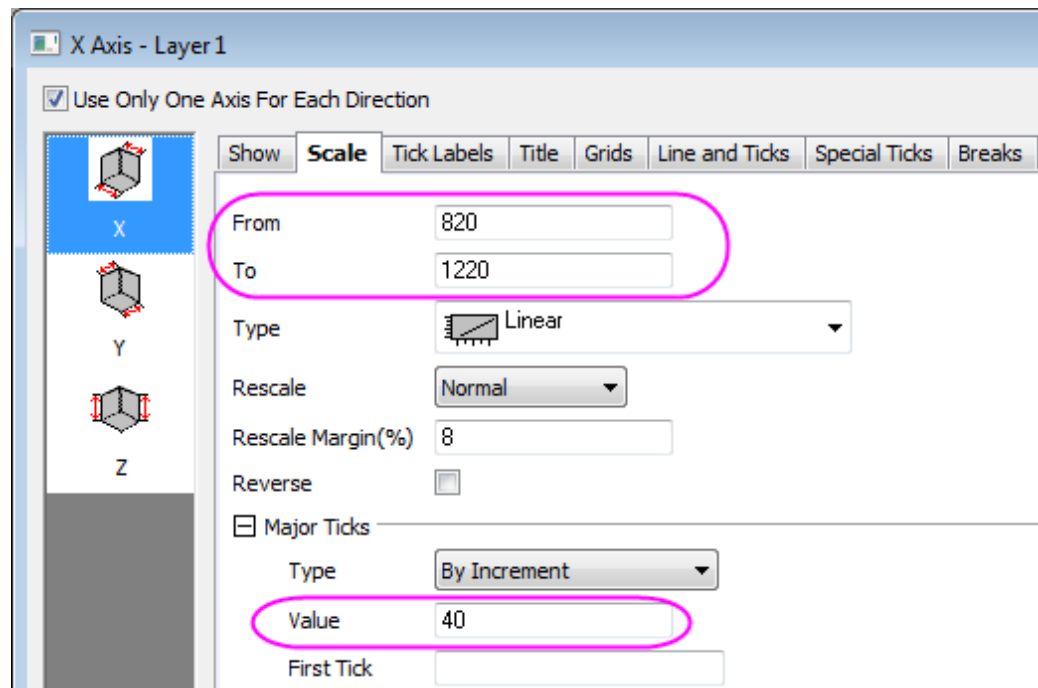 X Axis - Layer 1
Use Only One Axis For Each Direction
Show Scale Tick Labels Title Grids Line and Ticks Special Ticks Breaks
X
Y
Z
From 820
To 1220
Type Linear
Rescale Normal
Rescale Margin(%) 8
Reverse
Major Ticks
Type By Increment
Value 40
First Tick